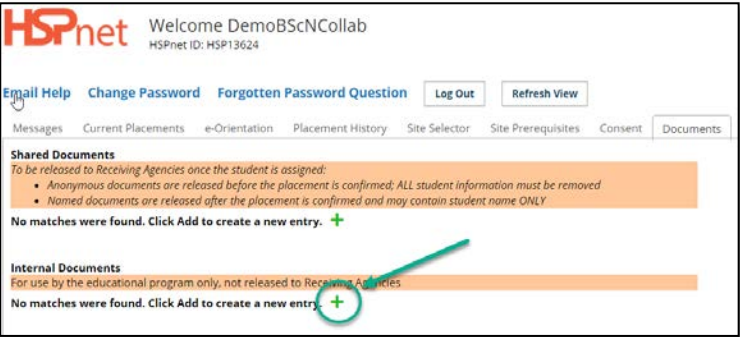 HSPnet Welcome DemoBScNCollab
HSPnet ID: HSP13624
Email Help Change Password Forgotten Password Question Log Out Refresh View
Messages Current Placements e-Orientation Placement History Site Selector Site Prerequisites Consent Documents
Shared Documents
To be released to Receiving Agencies once the student is assigned:
• Anonymous documents are released before the placement is confirmed; ALL student information must be removed
• Named documents are released after the placement is confirmed and may contain student name ONLY
No matches were found. Click Add to create a new entry. +
Internal Documents
For use by the educational program only, not released to Receiving Agencies
No matches were found. Click Add to create a new entry. +